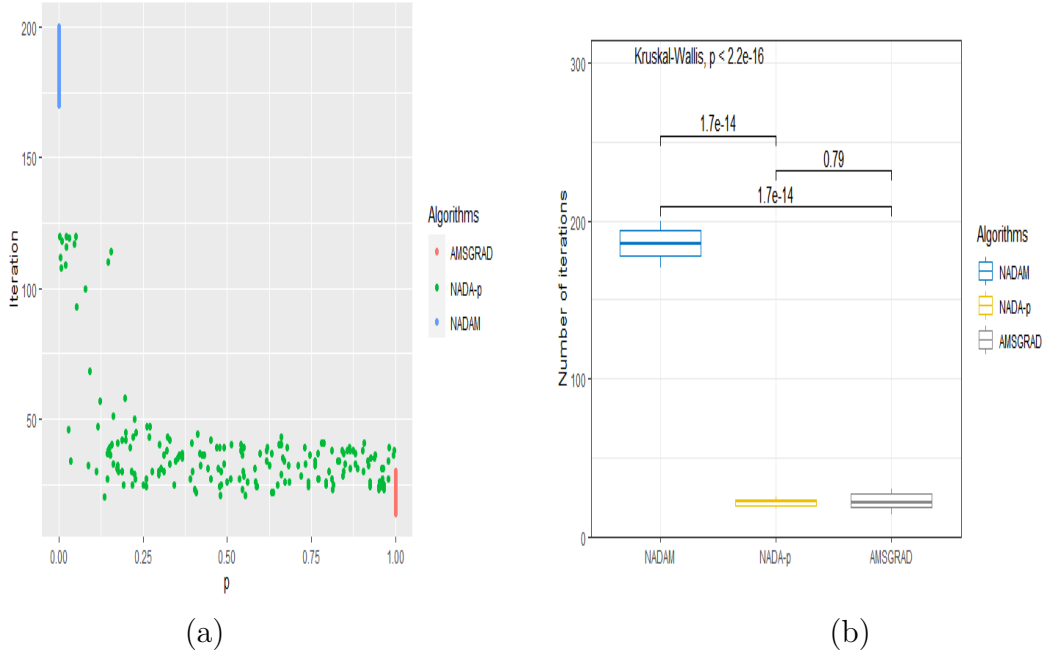 200
150
100
50
Iteration
0.00
0.25
0.50
0.75
1.00
p
Algorithms
AMSGRAD
NADA-p
NADAM
(a)
Kruskal-Wallis, p < 2.2e-16
1.7e-14
0.79
1.7e-14
300
200
100
0
Number of iterations
NADAM
NADA-p
AMSGRAD
Algorithms
NADAM
NADA-p
AMSGRAD
(b)